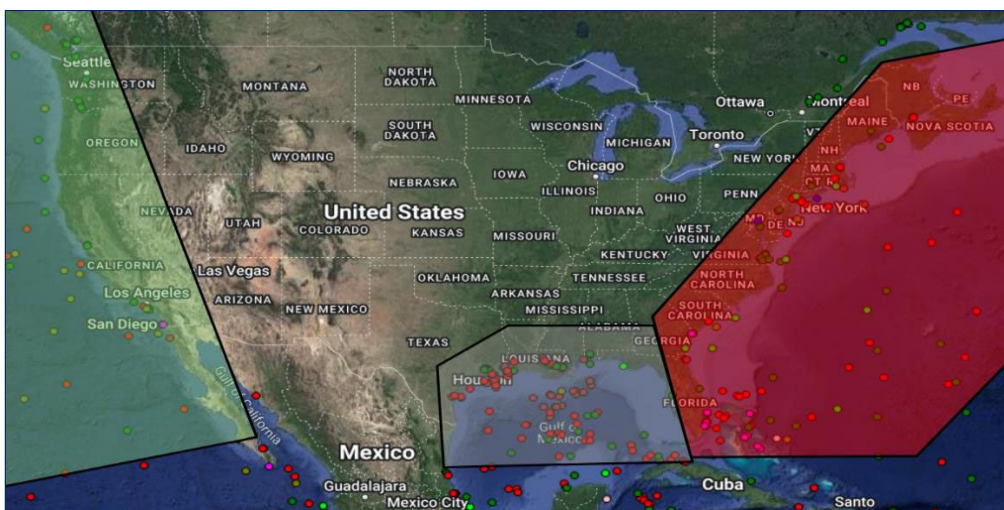 Seattle
WASHINGTON
MONTANA
NORTH
DAKOTA
MINNESOTA
Ottawa
Montreal
NB
PE
MAINE
NOVA SCOTIA
OREGON
IDAHO
SOUTH
DAKOTA
WISCONSIN
MICHIGAN
Toronto
VT
NH
WYOMING
Chicago
NEW YORK
MA
CT RI
IOWA
NEBRASKA
ILLINOIS
OHIO
PENN
New York
NEVADA
UTAH
United States
COLORADO
KANSAS
MISSOURI
INDIANA
WEST
VIRGINIA
MD
DE NJ
KENTUCKY
VIRGINIA
CALIFORNIA
Las Vegas
OKLAHOMA
TENNESSEE
NORTH
CAROLINA
Los Angeles
ARIZONA
NEW MEXICO
ARKANSAS
MISSISSIPPI
SOUTH
CAROLINA
San Diego
TEXAS
ALABAMA
GEORGIA
LOUISIANA
Houston
Gulf of
California
FLORIDA
Gulf of
Mexico
Mexico
Guadalajara
Mexico City
Cuba
Santo